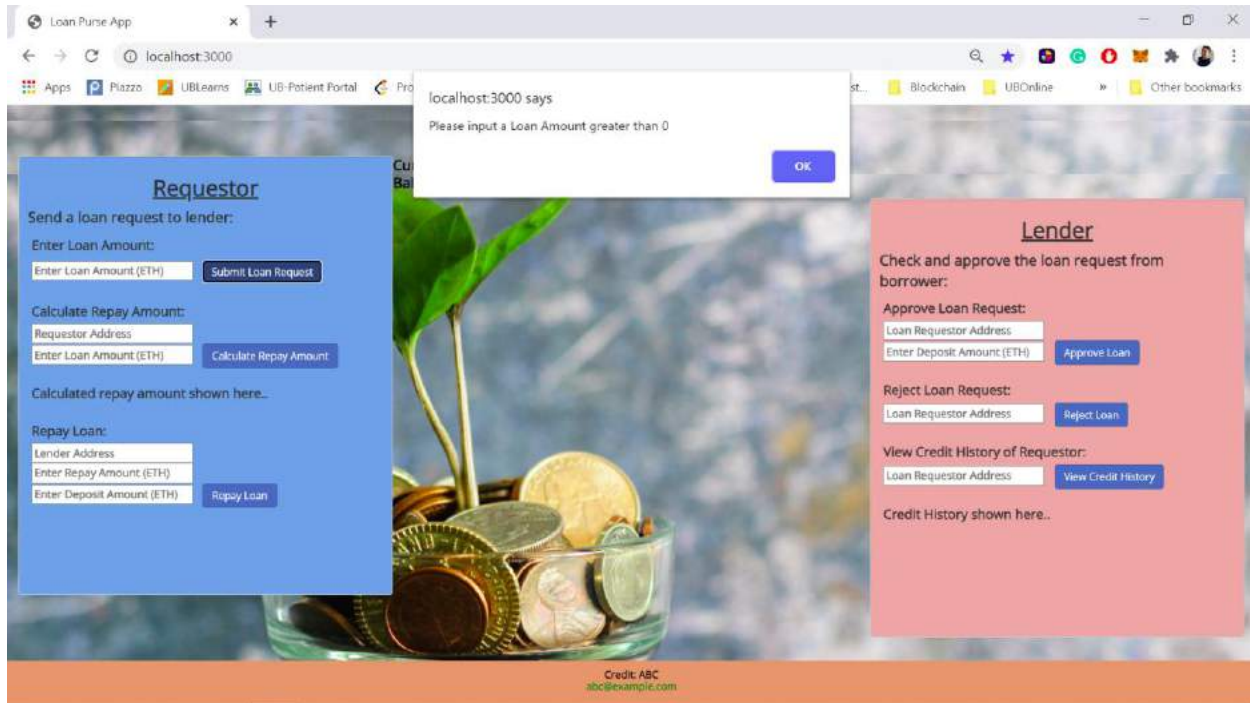 Loan Purse App
localhost:3000
Apps
Piazza
UBLearns
UB-Patient Portal
Blockchain
UBOnline
»
Other bookmarks
localhost:3000 says
Please input a Loan Amount greater than 0
OK
Requestor
Send a loan request to lender:
Enter Loan Amount:
Enter Loan Amount (ETH)
Submit Loan Request
Calculate Repay Amount:
Requestor Address
Enter Loan Amount (ETH)
Calculate Repay Amount
Calculated repay amount shown here..
Repay Loan:
Lender Address
Enter Repay Amount (ETH)
Enter Deposit Amount (ETH)
Repay Loan
Lender
Check and approve the loan request from
borrower:
Approve Loan Request:
Loan Requestor Address
Enter Deposit Amount (ETH)
Approve Loan
Reject Loan Request:
Loan Requestor Address
Reject Loan
View Credit History of Requestor:
Loan Requestor Address
View Credit History
Credit History shown here..
Credit: ABC
abc@example.com